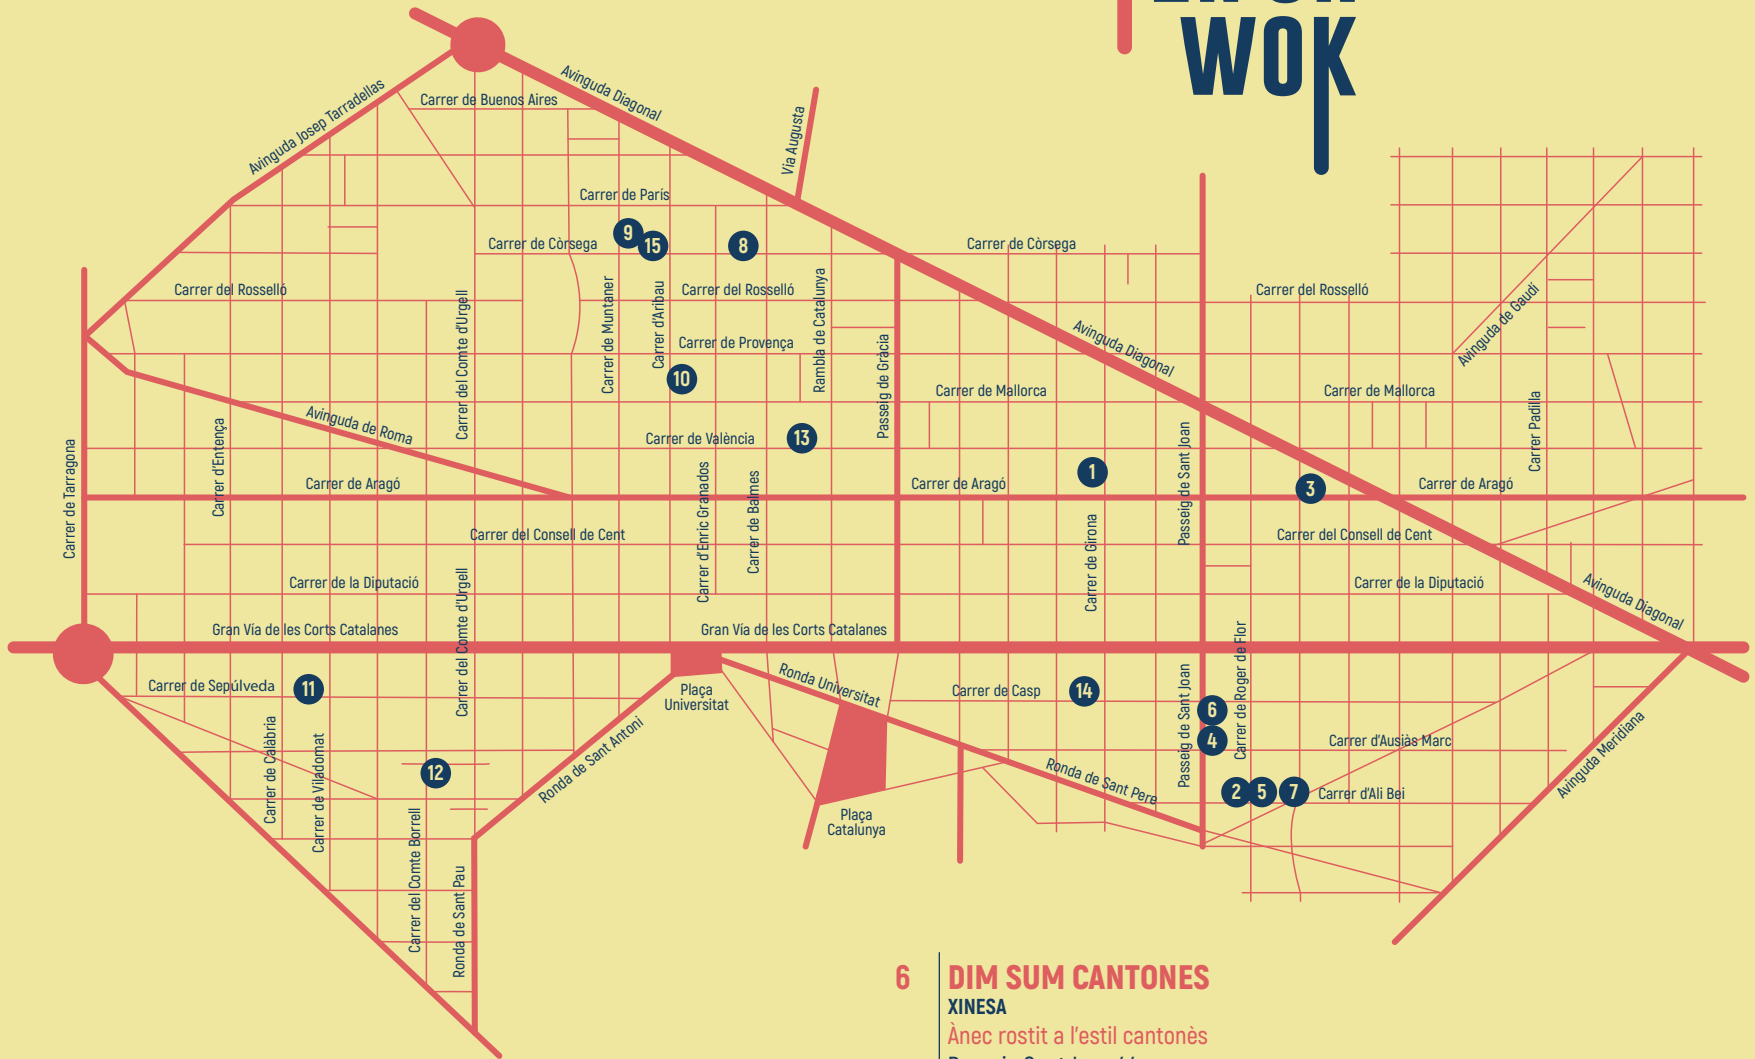 WOK
Avinguda Diagonal
Carrer de Buenos Aires
Avinguda Josep Tarradellas
Via Augusta
Carrer de París
9
15
8
Carrer de Còrsega
Carrer de Còrsega
Carrer del Rosselló
Carrer del Rosselló
Carrer del Rosselló
Carrer del Comte d'Urgell
Carrer de Muntaner
Carrer d'Aribau
Rambla de Catalunya
Passeig de Gràcia
Carrer de Provença
Avinguda Diagonal
Avinguda de Gaudí
10
Carrer de Mallorca
Carrer de Mallorca
Carrer Padilla
Avinguda de Roma
Carrer de València
13
Carrer de Tarragona
Carrer d'Entença
Passeig de Sant Joan
1
3
Carrer de Aragó
Carrer de Aragó
Carrer de Aragó
Carrer d'Enric Granados
Carrer de Balmes
Carrer de Girona
Carrer del Consell de Cent
Carrer del Consell de Cent
Carrer de la Diputació
Carrer de la Diputació
Avinguda Diagonal
Carrer del Comte d'Urgell
Gran Vía de les Corts Catalanes
Gran Vía de les Corts Catalanes
Carrer de Roger de Flor
Carrer de Sepúlveda
11
Plaça
Universitat
Ronda Universitat
Carrer de Casp
14
Passeig de Sant Joan
6
4
Carrer d'Ausiàs Marc
Avinguda Meridiana
Carrer de Calàbria
Carrer de Viladomat
12
Ronda de Sant Antoni
Ronda de Sant Pere
2
5
7
Carrer d'Ali Bei
Plaça
Catalunya
Carrer del Comte Borrell
Ronda de Sant Pau
6
DIM SUM CANTONES
XINESA
Ànec rostit a l'estil cantonès